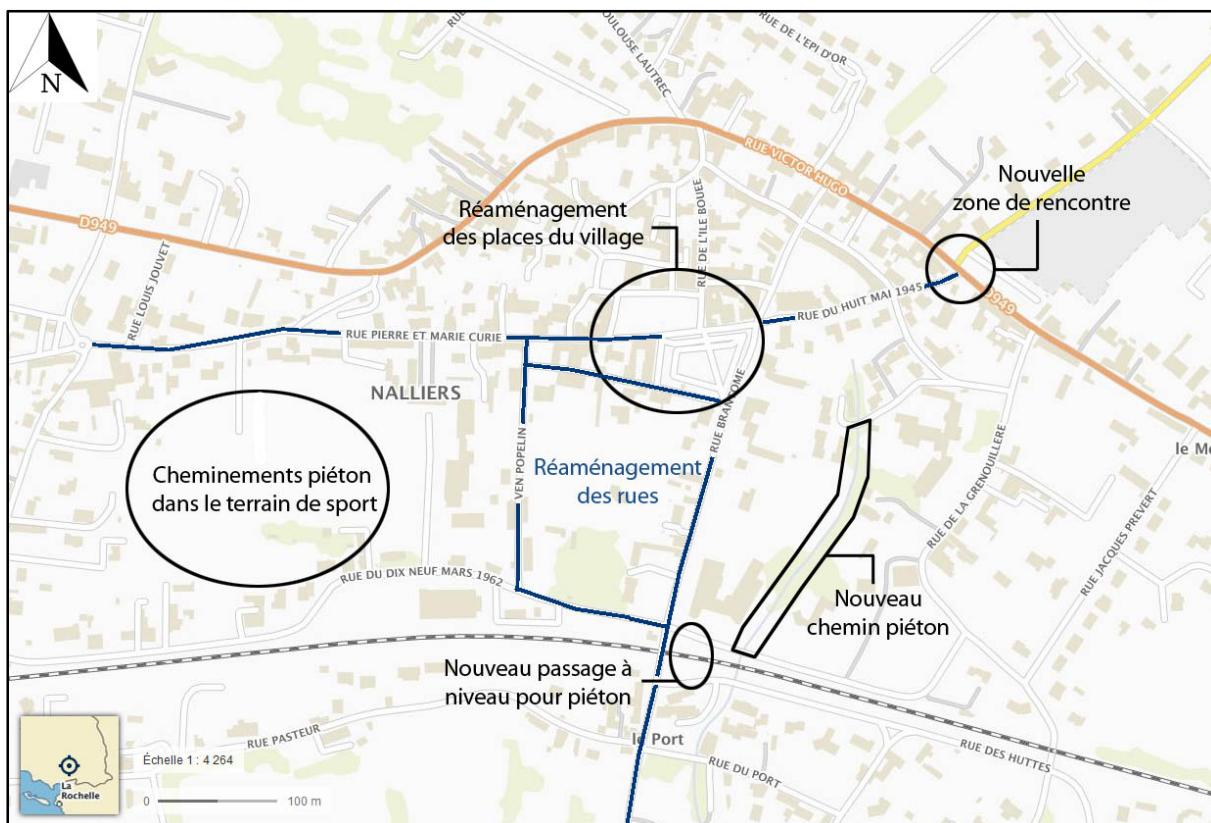 N
RUE
OULOUSE LAUTREC
RUE DE L'EPI D'OR
RUE VICTOR HUGO
Nouvelle
zone de rencontre
Réaménagement
des places du village
RUE DE L'ILE BOUEE
D949
RUE LOUIS JOUVET
RUE DU HUIT MAI 1945
D949
RUE PIERRE ET MARIE CURIE
NALLIERS
RUE BRANTOME
le Me
Cheminements piéton
dans le terrain de sport
VEN POPELIN
Réaménagement
des rues
RUE DE LA GRENOUILLERE
RUE JACQUES PREVERT
RUE DU DIX NEUF MARS 1962
Nouveau
chemin piéton
Nouveau passage à
niveau pour piéton
RUE PASTEUR
le Port
RUE DU PORT
RUE DES HUTTES
La
Rochelle
Échelle 1 : 4 264
0 100 m